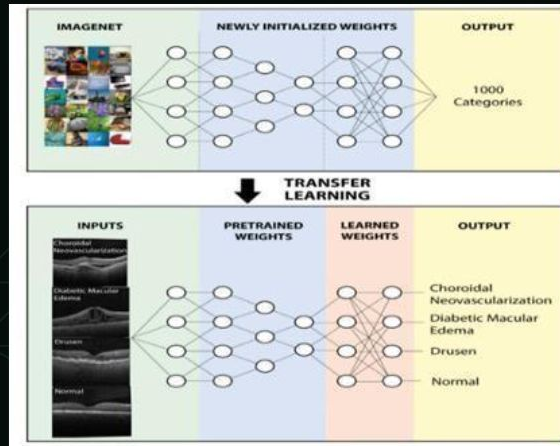 IMAGENET
NEWLY INITIALIZED WEIGHTS
OUTPUT
1000
Categories
TRANSFER
LEARNING
INPUTS
PRETRAINED
WEIGHTS
LEARNED
WEIGHTS
OUTPUT
Choroidal
Neovascularization
Diabetic Macular
Edema
Drusen
Normal
Choroidal
Neovascularization
Diabetic Macular
Edema
Drusen
Normal